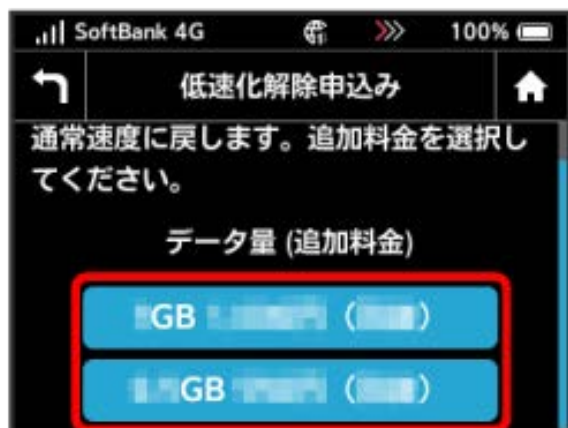 SoftBank 4G 100%
低速化解除申込み
通常速度に戻します。追加料金を選択し
てください。
データ量 (追加料金)
GB ( )
GB ( )